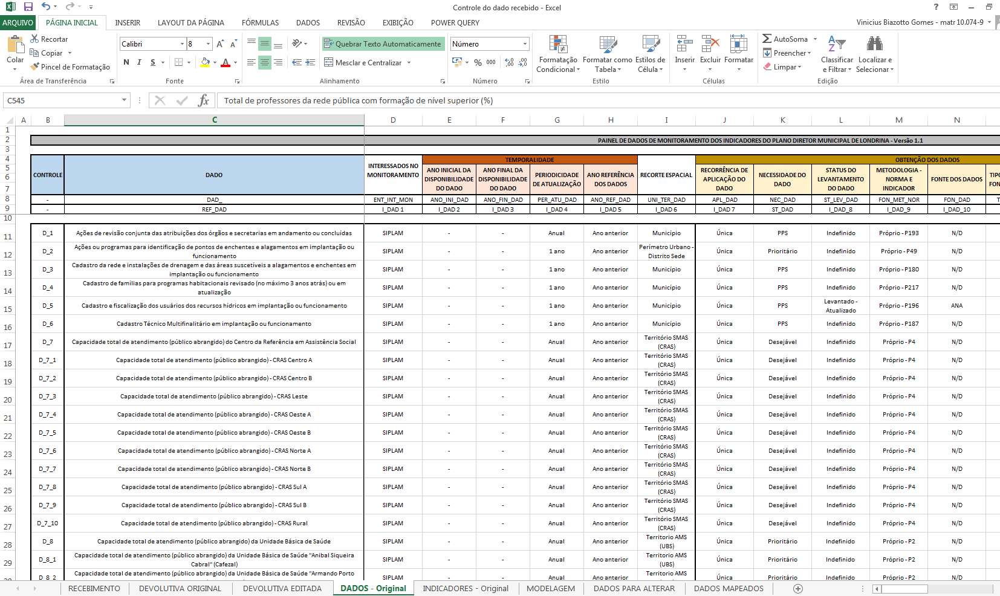 Controle do dado recebido - Excel
ARQUIVO PÁGINA INICIAL INSERIR LAYOUT DA PÁGINA FÓRMULAS DADOS REVISÃO EXIBIÇÃO POWER QUERY Vinicius Biazotto Gomes - matr 10.074-9
Colar Recortar Copiar Pincel de Formatação
Calibri 8 N I S
Quebrar Texto Automaticamente
Mesclar e Centralizar
Número % 000
Formatação Condicional Formatar como Tabela Estilos de Célula
Inserir Excluir Formatar
AutoSoma Preencher Limpar
Classificar e Filtrar Localizar e Selecionar
Área de Transferência Fonte Alinhamento Número Estilo Células Edição
C545 fx Total de professores da rede pública com formação de nível superior (%)
A B C D E F G H I J K L M N
1
2 PAINEL DE DADOS DE MONITORAMENTO DOS INDICADORES DO PLANO DIRETOR MUNICIPAL DE LONDRINA - Versão 1.1
3
4 TEMPORALIDADE OBTENÇÃO DOS DADOS
5
6
7 CONTROLE DADO INTERESSADOS NO MONITORAMENTO ANO INICIAL DA DISPONIBILIDADE DO DADO ANO FINAL DA DISPONIBILIDADE DO DADO PERIODICIDADE DE ATUALIZAÇÃO ANO REFERÊNCIA DOS DADOS RECORTE ESPACIAL RECORRÊNCIA DE APLICAÇÃO DO DADO NECESSIDADE DO DADO STATUS DO LEVANTAMENTO DO DADO METODOLOGIA - NORMA E INDICADOR FONTE DOS DADOS TIPO FON
8 - DAD_ ENT_INT_MON ANO_INI_DAD ANO_FIN_DAD PER_ATU_DAD ANO_REF_DAD UNI_TER_DAD APL_DAD NEC_DAD ST_LEV_DAD FON_MET_NOR FON_DAD T
9 - REF_DAD I_DAD 1 I_DAD 2 I_DAD 3 I_DAD 4 I_DAD 5 I_DAD 6 I_DAD 7 ST_DAD I_DAD_8 I_DAD_9 I_DAD_10
10
11 D_1 Ações de revisão conjunta das atribuições dos órgãos e secretarias em andamento ou concluídas SIPLAM - - Anual Ano anterior Município Única PPS Indefinido Próprio - P193 N/D
12 D_2 Ações ou programas para identificação de pontos de enchentes e alagamentos em implantação ou funcionamento SIPLAM - - 1 ano Ano anterior Perímetro Urbano - Distrito Sede Única Prioritário Indefinido Próprio - P49 N/D
13 D_3 Cadastro da rede e instalações de drenagem e das áreas suscetíveis a alagamentos e enchentes em implantação ou funcionamento SIPLAM - - 1 ano Ano anterior Município Única PPS Indefinido Próprio - P180 N/D
14 D_4 Cadastro de famílias para programas habitacionais revisado (no máximo 3 anos atrás) ou em atualização SIPLAM - - 1 ano Ano anterior Município Única PPS Indefinido Próprio - P217 N/D
15 D_5 Cadastro e fiscalização dos usuários dos recursos hídricos em implantação ou funcionamento SIPLAM - - 1 ano Ano anterior Município Única PPS Levantado - Atualizado Próprio - P196 ANA
16 D_6 Cadastro Técnico Multifinalitário em implantação ou funcionamento SIPLAM - - 1 ano Ano anterior Município Única PPS Indefinido Próprio - P187 N/D
17 D_7 Capacidade total de atendimento (público abrangido) do Centro da Referência em Assistência Social SIPLAM - - Anual Ano anterior Território SMAS (CRAS) Única Desejável Indefinido Próprio - P4 N/D
18 D_7_1 Capacidade total de atendimento (público abrangido) - CRAS Centro A SIPLAM - - Anual Ano anterior Território SMAS (CRAS) Única Desejável Indefinido Próprio - P4 N/D
19 D_7_2 Capacidade total de atendimento (público abrangido) - CRAS Centro B SIPLAM - - Anual Ano anterior Território SMAS (CRAS) Única Desejável Indefinido Próprio - P4 N/D
20 D_7_3 Capacidade total de atendimento (público abrangido) - CRAS Leste SIPLAM - - Anual Ano anterior Território SMAS (CRAS) Única Desejável Indefinido Próprio - P4 N/D
21 D_7_4 Capacidade total de atendimento (público abrangido) - CRAS Oeste A SIPLAM - - Anual Ano anterior Território SMAS (CRAS) Única Desejável Indefinido Próprio - P4 N/D
22 D_7_5 Capacidade total de atendimento (público abrangido) - CRAS Oeste B SIPLAM - - Anual Ano anterior Território SMAS (CRAS) Única Desejável Indefinido Próprio - P4 N/D
23 D_7_6 Capacidade total de atendimento (público abrangido) - CRAS Norte A SIPLAM - - Anual Ano anterior Território SMAS (CRAS) Única Desejável Indefinido Próprio - P4 N/D
24 D_7_7 Capacidade total de atendimento (público abrangido) - CRAS Norte B SIPLAM - - Anual Ano anterior Território SMAS (CRAS) Única Desejável Indefinido Próprio - P4 N/D
25 D_7_8 Capacidade total de atendimento (público abrangido) - CRAS Sul A SIPLAM - - Anual Ano anterior Território SMAS (CRAS) Única Desejável Indefinido Próprio - P4 N/D
26 D_7_9 Capacidade total de atendimento (público abrangido) - CRAS Sul B SIPLAM - - Anual Ano anterior Território SMAS (CRAS) Única Desejável Indefinido Próprio - P4 N/D
27 D_7_10 Capacidade total de atendimento (público abrangido) - CRAS Rural SIPLAM - - Anual Ano anterior Território SMAS (CRAS) Única Desejável Indefinido Próprio - P4 N/D
28 D_8 Capacidade total de atendimento (público abrangido) da Unidade Básica de Saúde SIPLAM - - Anual Ano anterior Territorio AMS (UBS) Única Prioritário Indefinido Próprio - P2 N/D
29 D_8_1 Capacidade total de atendimento (público abrangido) da Unidade Básica de Saúde "Anibal Siqueira Cabral" (Cafezal) SIPLAM - - Anual Ano anterior Territorio AMS (UBS) Única Prioritário Indefinido Próprio - P2 N/D
D_8_2 Capacidade total de atendimento (público abrangido) da Unidade Básica de Saúde "Armando Porto SIPLAM - - Anual Ano anterior Territorio AMS Única Prioritário Indefinido Próprio - P2 N/D
RECEBIMENTO DEVOLUTIVA ORIGINAL DEVOLUTIVA EDITADA DADOS - Original INDICADORES - Original MODELAGEM DADOS PARA ALTERAR DADOS MAPEADOS